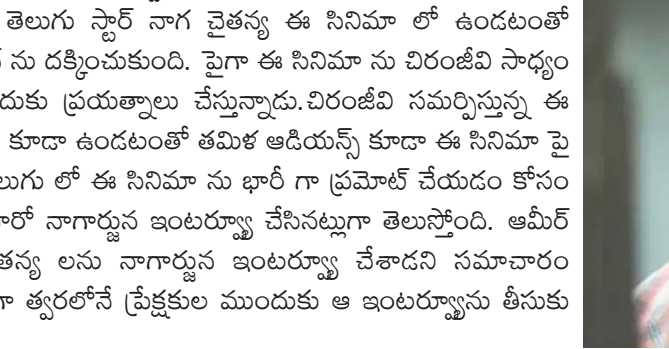 తెలుగు స్టార్ నాగ చైతన్య ఈ సినిమా లో ఉండటంతో
ను దక్కించుకుంది. పైగా ఈ సినిమా ను చిరంజీవి సాధ్యం
ప్రయత్నాలు చేస్తున్నాడు.చిరంజీవి సమర్పిస్తున్న ఈ
కూడా ఉండటంతో తమిళ ఆడియన్స్ కూడా ఈ సినిమా పై
లో ఈ సినిమా ను భారీ గా ప్రమోట్ చేయడం కోసం
నాగార్జున ఇంటర్వ్యూ చేసినట్లుగా తెలుస్తోంది. ఆమీర్
లను నాగార్జున ఇంటర్వ్యూ చేశాడని సమాచారం
త్వరలోనే ప్రేక్షకుల ముందుకు ఆ ఇంటర్వ్యూను తీసుకు